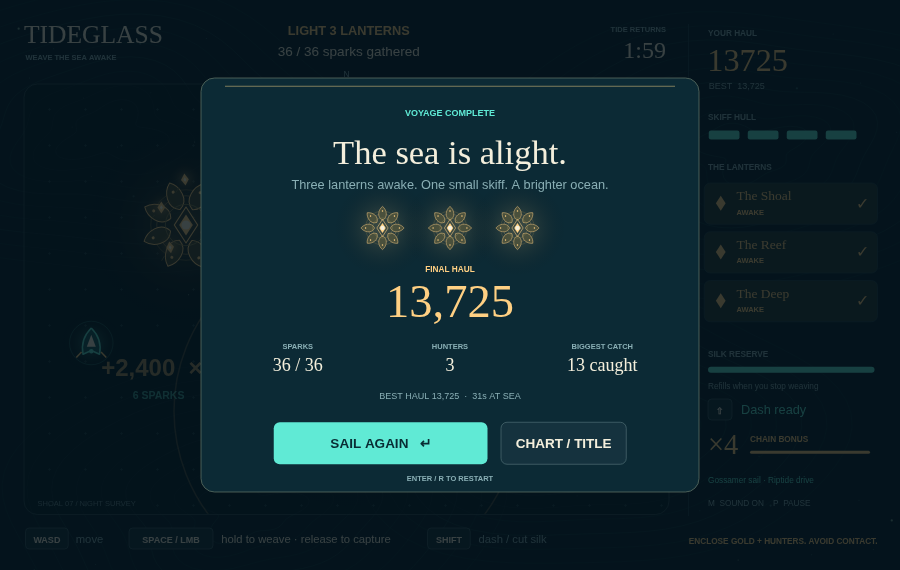 TIDEGLASS
WEAVE THE SEA AWAKE
LIGHT 3 LANTERNS
36 / 36 sparks gathered
N
TIDE RETURNS
1:59
YOUR HAUL
13725
BEST 13,725
SKIFF HULL
THE LANTERNS
The Shoal
AWAKE
The Reef
AWAKE
The Deep
AWAKE
SILK RESERVE
Refills when you stop weaving
⇧ Dash ready
×4 CHAIN BONUS
Gossamer sail · Riptide drive
M SOUND ON · P PAUSE
VOYAGE COMPLETE
The sea is alight.
Three lanterns awake. One small skiff. A brighter ocean.
FINAL HAUL
13,725
SPARKS HUNTERS BIGGEST CATCH
36 / 36 3 13 caught
BEST HAUL 13,725 · 31s AT SEA
SAIL AGAIN ↵ CHART / TITLE
ENTER / R TO RESTART
+2,400 ×
6 SPARKS ·
WASD move SPACE / LMB hold to weave · release to capture SHIFT dash / cut silk
ENCLOSE GOLD + HUNTERS. AVOID CONTACT.